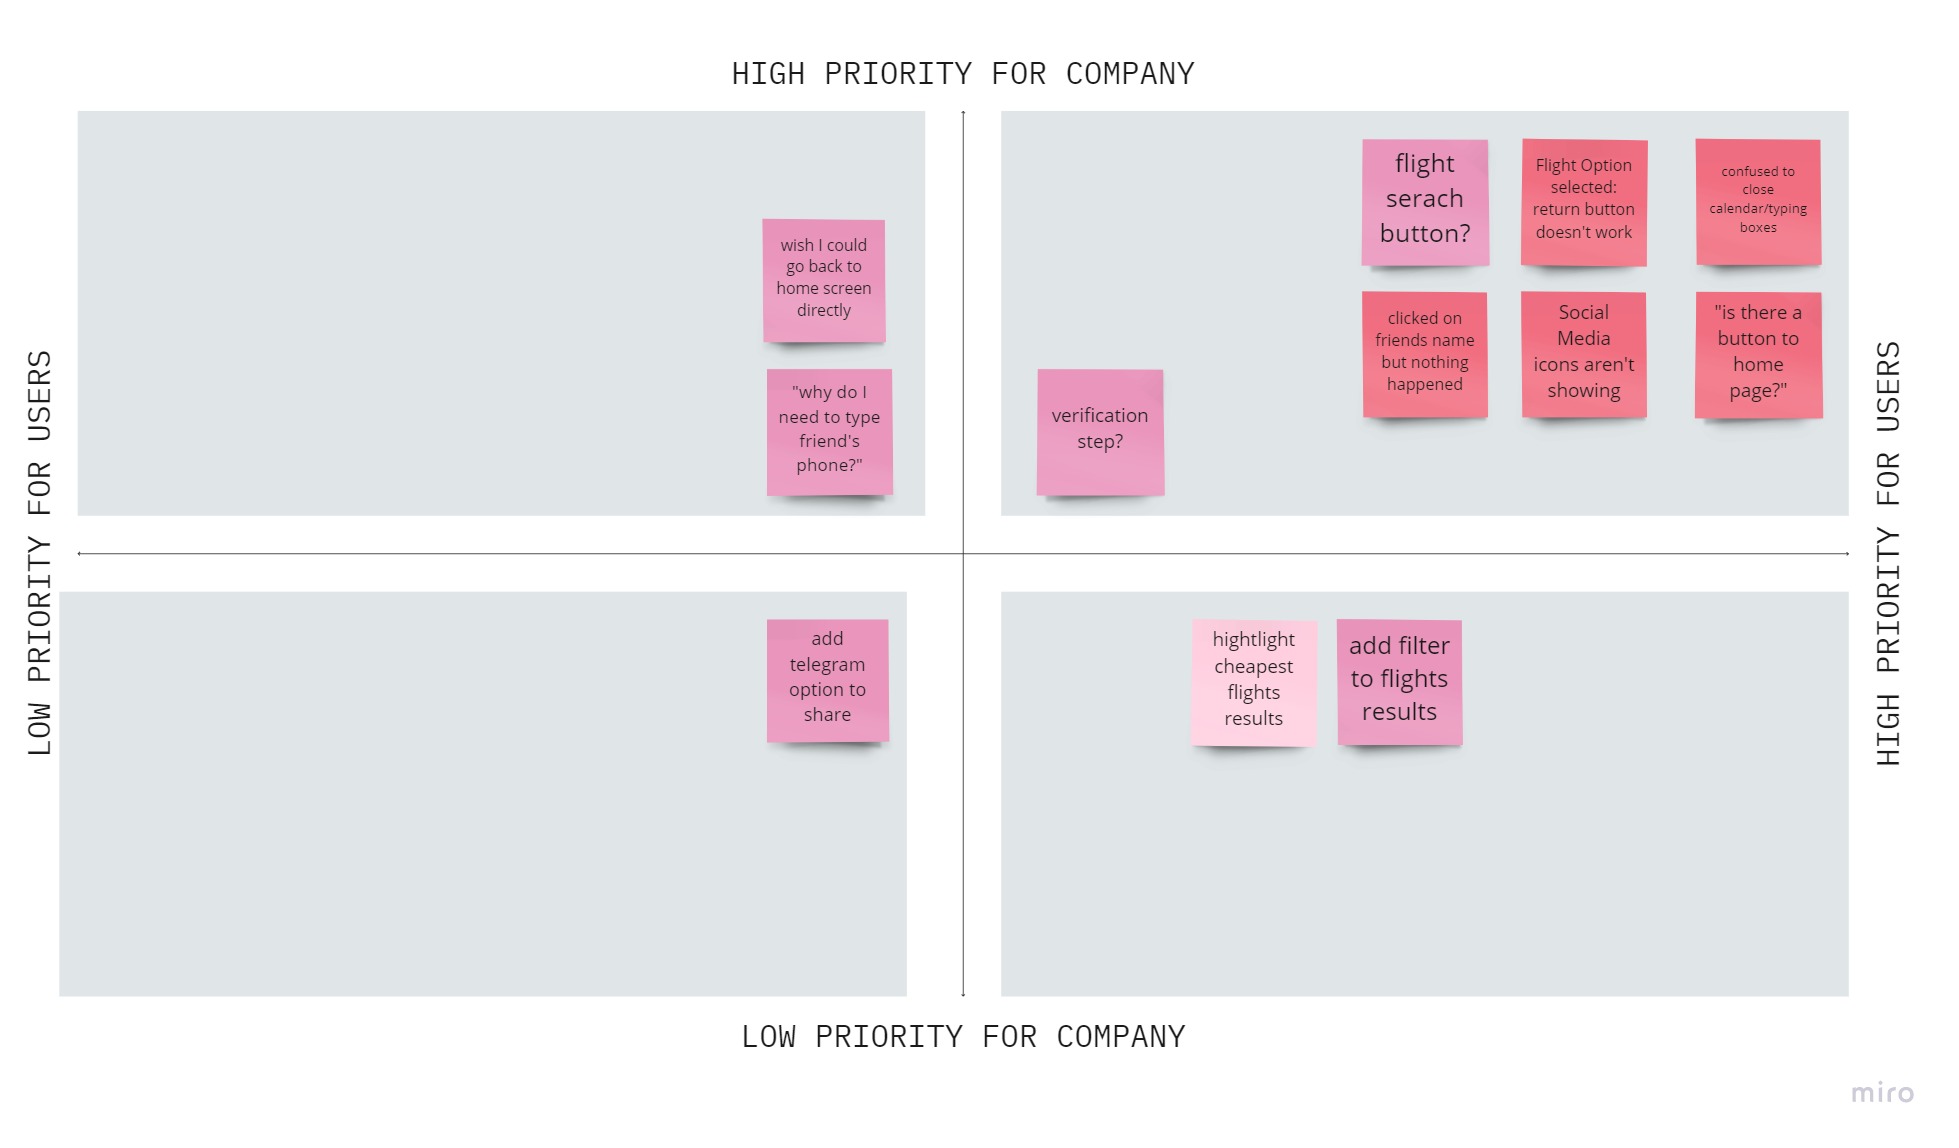 HIGH PRIORITY FOR COMPANY
wish I could
go back to
home screen
directly
"why do I
need to type
friend's
phone?"
flight
serach
button?
Flight Option
selected:
return button
doesn't work
confused to
close
calendar/typing
boxes
clicked on
friends name
but nothing
happened
Social
Media
icons aren't
showing
"is there a
button to
home
page?"
verification
step?
LOW PRIORITY FOR USERS
HIGH PRIORITY FOR USERS
add
telegram
option to
share
hightlight
cheapest
flights
results
add filter
to flights
results
LOW PRIORITY FOR COMPANY
miro